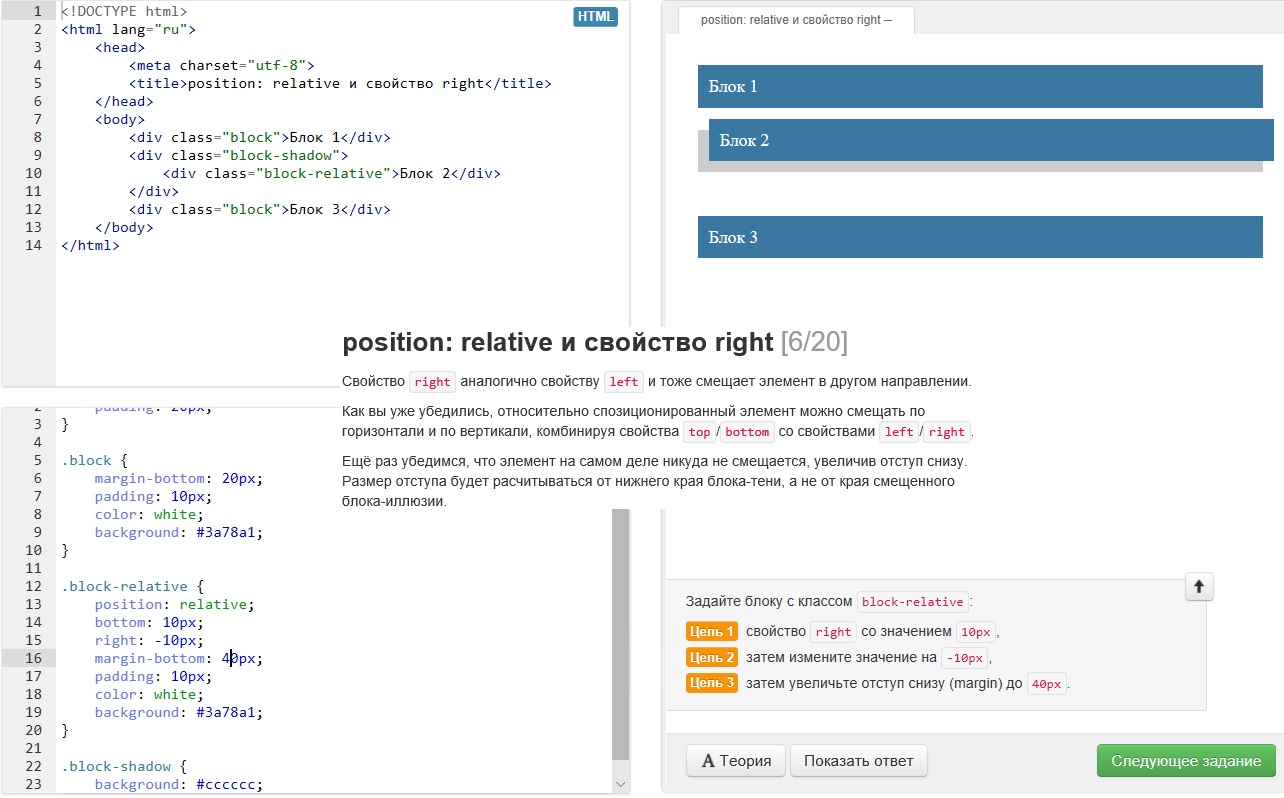 1 <!DOCTYPE html>
2 <html lang="ru">
3 <head>
4 <meta charset="utf-8">
5 <title>position: relative и свойство right</title>
6 </head>
7 <body>
8 <div class="block">Блок 1</div>
9 <div class="block-shadow">
10 <div class="block-relative">Блок 2</div>
11 </div>
12 <div class="block">Блок 3</div>
13 </body>
14 </html>
HTML
position: relative и свойство right —
Блок 1
Блок 2
Блок 3
position: relative и свойство right [6/20]
Свойство right аналогично свойству left и тоже смещает элемент в другом направлении.
Как вы уже убедились, относительно спозиционированный элемент можно смещать по
горизонтали и по вертикали, комбинируя свойства top/bottom со свойствами left/right.
Ещё раз убедимся, что элемент на самом деле никуда не смещается, увеличив отступ снизу.
Размер отступа будет расчитываться от нижнего края блока-тени, а не от края смещенного
блока-иллюзии.
2 padding: 20px;
3 }
4
5 .block {
6 margin-bottom: 20px;
7 padding: 10px;
8 color: white;
9 background: #3a78a1;
10 }
11
12 .block-relative {
13 position: relative;
14 bottom: 10px;
15 right: -10px;
16 margin-bottom: 40px;
17 padding: 10px;
18 color: white;
19 background: #3a78a1;
20 }
21
22 .block-shadow {
23 background: #cccccc;
Задайте блоку с классом block-relative:
Цель 1 свойство right со значением 10px,
Цель 2 затем измените значение на -10px,
Цель 3 затем увеличьте отступ снизу (margin) до 40px.
A Теория
Показать ответ
Следующее задание